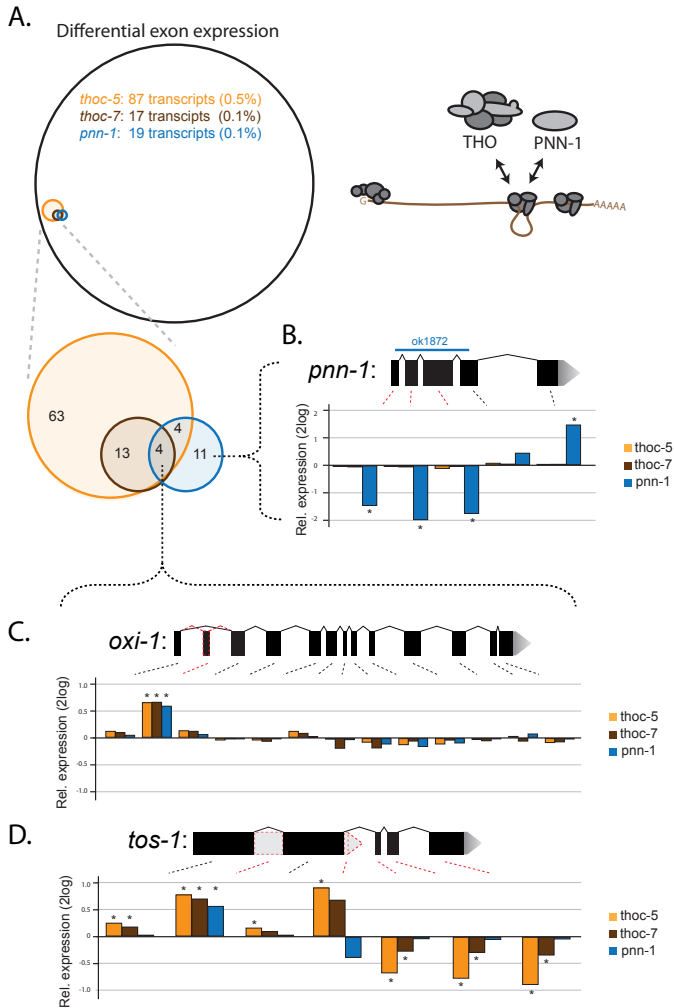 A.
Differential exon expression
thoc-5: 87 transcripts (0.5%)
thoc-7: 17 transcipts (0.1%)
pnn-1: 19 transcripts (0.1%)
THO
PNN-1
G
AAAAA
63
13
4
4
11
B.
ok1872
pnn-1:
Rel. expression (2log)
2
1
0
-1
-2
*
*
*
*
thoc-5
thoc-7
pnn-1
C.
oxi-1:
Rel. expression (2log)
1.0
0.5
0
-0.5
-1.0
* * *
thoc-5
thoc-7
pnn-1
D.
tos-1:
Rel. expression (2log)
1.0
0.5
0
-0.5
-1.0
* *
* * *
*
*
* *
* *
* *
thoc-5
thoc-7
pnn-1